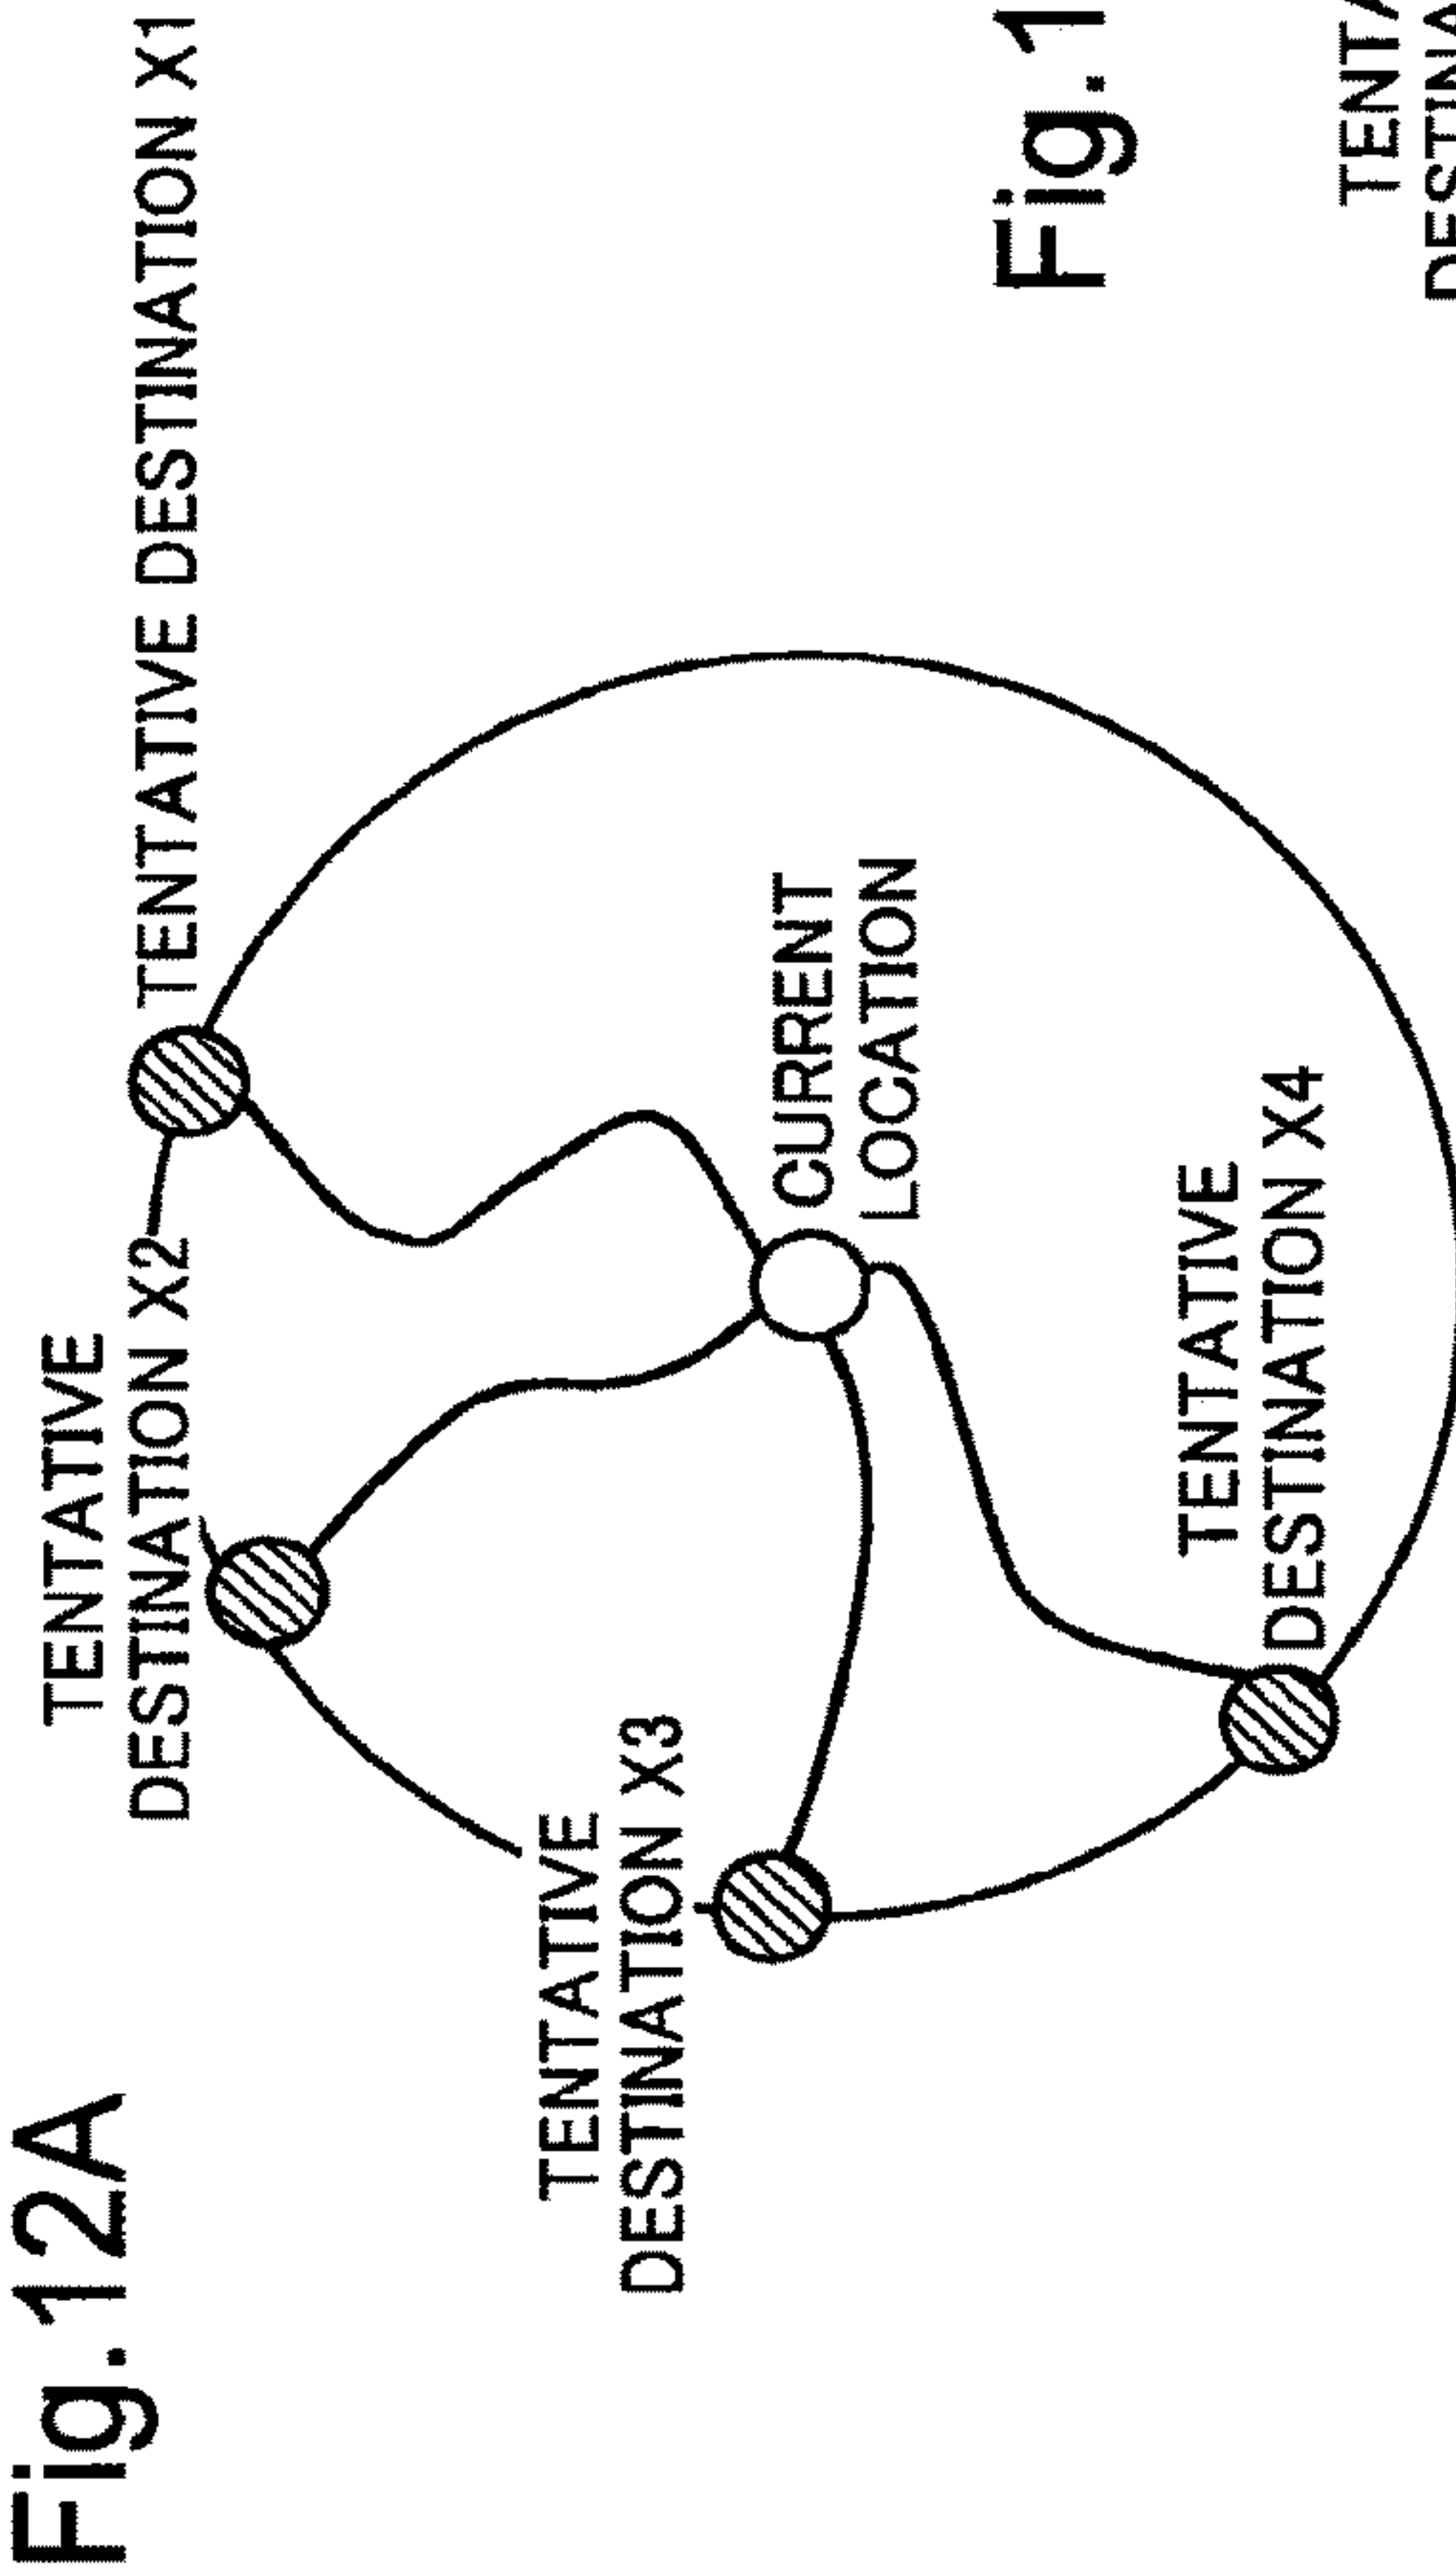 Fig.12A
TENTATIVE
DESTINATION X2
TENTATIVE DESTINATION X1
TENTATIVE
DESTINATION X3
CURRENT
LOCATION
TENTATIVE
DESTINATION X4
Fig.1